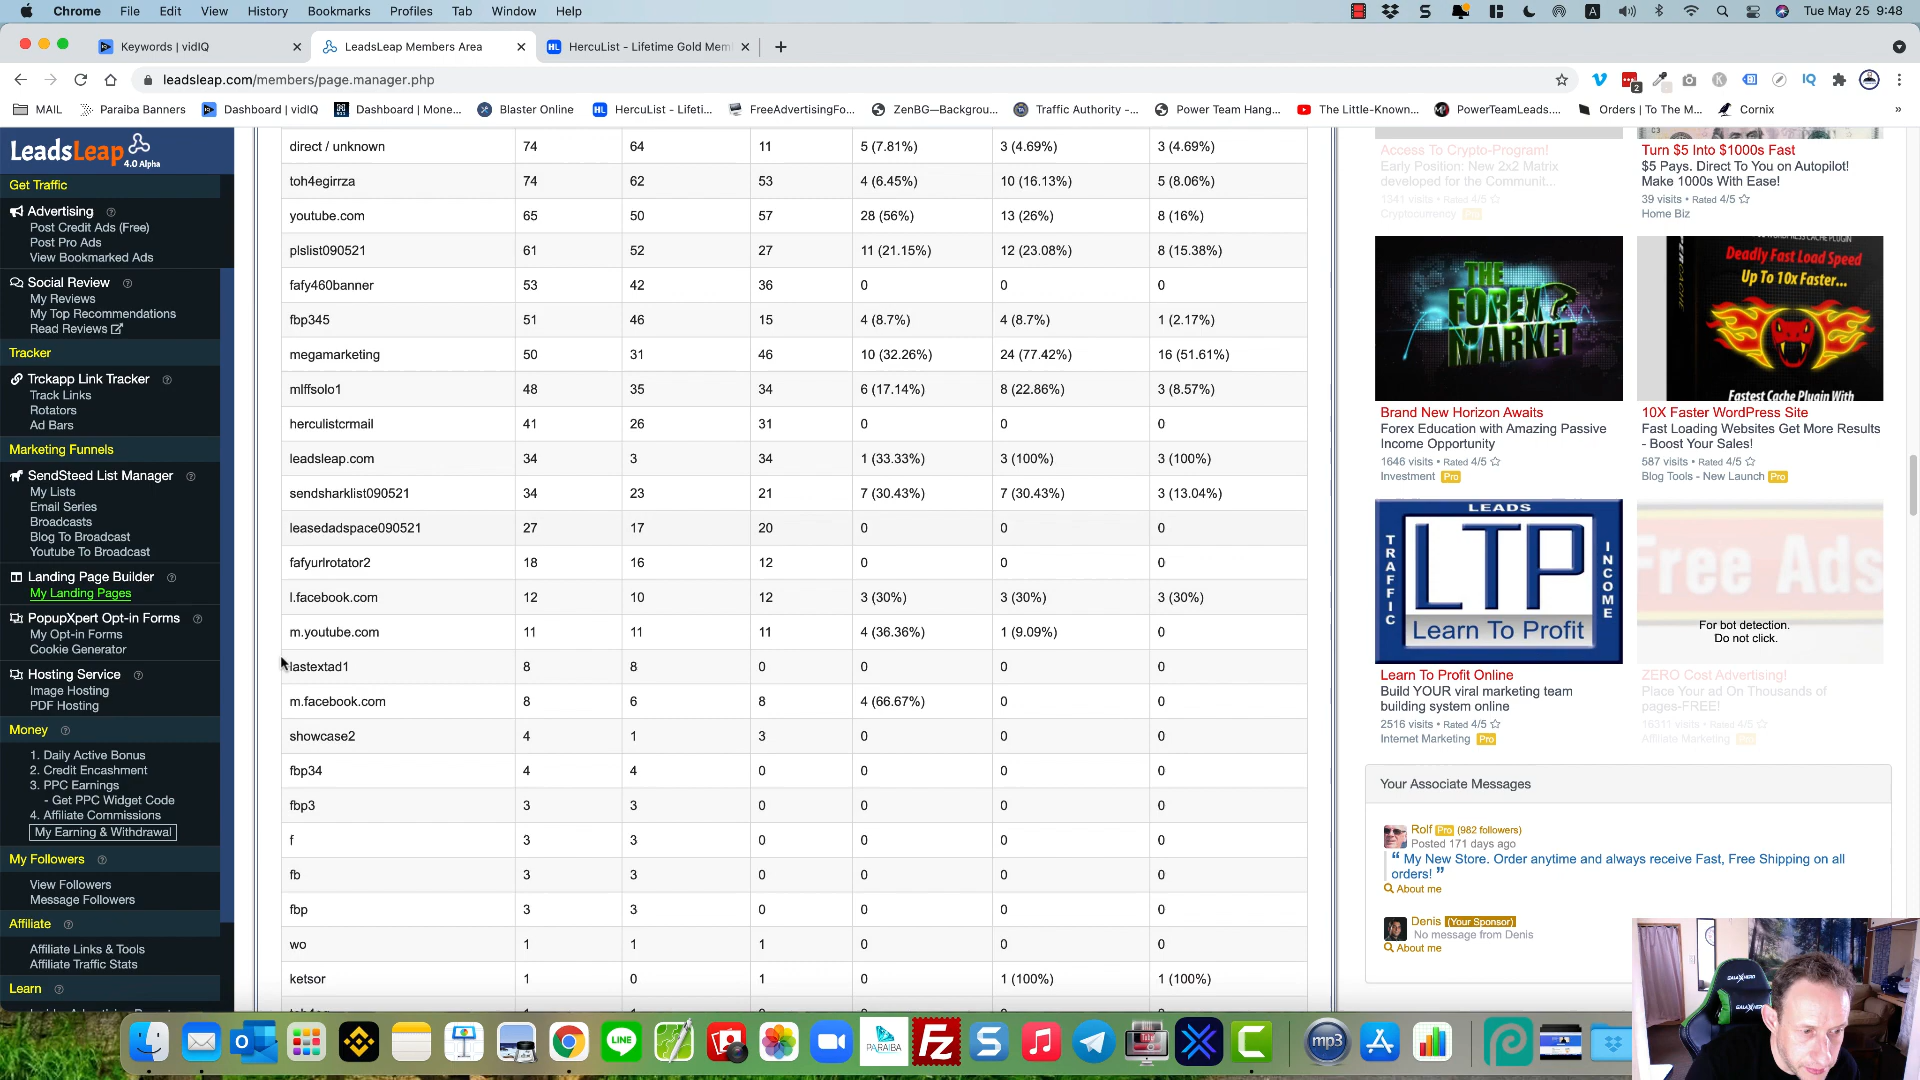 Chrome File Edit View History Bookmarks Profiles Tab Window Help
Tue May 25 9:48
Keywords | vidIQ
LeadsLeap Members Area
HercuList - Lifetime Gold Mem
leadsleap.com/members/page.manager.php
MAIL
Paraiba Banners
Dashboard | vidIQ
Dashboard | Mone...
Blaster Online
HercuList - Lifeti...
FreeAdvertisingFo...
ZenBG—Backgrou...
Traffic Authority -...
Power Team Hang...
The Little-Known...
PowerTeamLeads....
Orders | To The M...
Cornix
LeadsLeap
4.0 Alpha
Get Traffic
Advertising
Post Credit Ads (Free)
Post Pro Ads
View Bookmarked Ads
Social Review
My Reviews
My Top Recommendations
Read Reviews
Tracker
Trckapp Link Tracker
Track Links
Rotators
Ad Bars
Marketing Funnels
SendSteed List Manager
My Lists
Email Series
Broadcasts
Blog To Broadcast
Youtube To Broadcast
Landing Page Builder
My Landing Pages
PopupXpert Opt-in Forms
My Opt-in Forms
Cookie Generator
Hosting Service
Image Hosting
PDF Hosting
Money
1. Daily Active Bonus
2. Credit Encashment
3. PPC Earnings
- Get PPC Widget Code
4. Affiliate Commissions
My Earning & Withdrawal
My Followers
View Followers
Message Followers
Affiliate
Affiliate Links & Tools
Affiliate Traffic Stats
Learn
direct / unknown 74 64 11 5 (7.81%) 3 (4.69%) 3 (4.69%)
toh4egirrza 74 62 53 4 (6.45%) 10 (16.13%) 5 (8.06%)
youtube.com 65 50 57 28 (56%) 13 (26%) 8 (16%)
plslist090521 61 52 27 11 (21.15%) 12 (23.08%) 8 (15.38%)
fafy460banner 53 42 36 0 0 0
fbp345 51 46 15 4 (8.7%) 4 (8.7%) 1 (2.17%)
megamarketing 50 31 46 10 (32.26%) 24 (77.42%) 16 (51.61%)
mlffsolo1 48 35 34 6 (17.14%) 8 (22.86%) 3 (8.57%)
herculistcrmail 41 26 31 0 0 0
leadsleap.com 34 3 34 1 (33.33%) 3 (100%) 3 (100%)
sendsharklist090521 34 23 21 7 (30.43%) 7 (30.43%) 3 (13.04%)
leasedadspace090521 27 17 20 0 0 0
fafyurlrotator2 18 16 12 0 0 0
l.facebook.com 12 10 12 3 (30%) 3 (30%) 3 (30%)
m.youtube.com 11 11 11 4 (36.36%) 1 (9.09%) 0
lastextad1 8 8 0 0 0 0
m.facebook.com 8 6 8 4 (66.67%) 0 0
showcase2 4 1 3 0 0 0
fbp34 4 4 0 0 0 0
fbp3 3 3 0 0 0 0
f 3 3 0 0 0 0
fb 3 3 0 0 0 0
fbp 3 3 0 0 0 0
wo 1 1 1 0 0 0
ketsor 1 0 1 0 1 (100%) 1 (100%)
Access To Crypto-Program!
Early Position: New 2x2 Matrix
developed for the Communit...
1341 visits • Rated 4/5
Cryptocurrency Pro
Turn $5 Into $1000s Fast
$5 Pays. Direct To You on Autopilot!
Make 1000s With Ease!
39 visits • Rated 4/5
Home Biz
THE FOREX MARKET
Brand New Horizon Awaits
Forex Education with Amazing Passive
Income Opportunity
1646 visits • Rated 4/5
Investment Pro
Deadly Fast Load Speed
Up To 10x Faster...
Fastest Cache Plugin With
10X Faster WordPress Site
Fast Loading Websites Get More Results
- Boost Your Sales!
587 visits • Rated 4/5
Blog Tools - New Launch Pro
LEADS
TRAFFIC
LTP
INCOME
Learn To Profit
Learn To Profit Online
Build YOUR viral marketing team
building system online
2516 visits • Rated 4/5
Internet Marketing Pro
Free Ads
For bot detection.
Do not click.
ZERO Cost Advertising!
Place Your ad On Thousands of
pages-FREE!
16311 visits • Rated 4/5
Affiliate Marketing Pro
Your Associate Messages
Rolf Pro (982 followers)
Posted 171 days ago
“ My New Store. Order anytime and always receive Fast, Free Shipping on all
orders! ”
About me
Denis (Your Sponsor)
No message from Denis
About me
LINE
PARAIBA
mp3